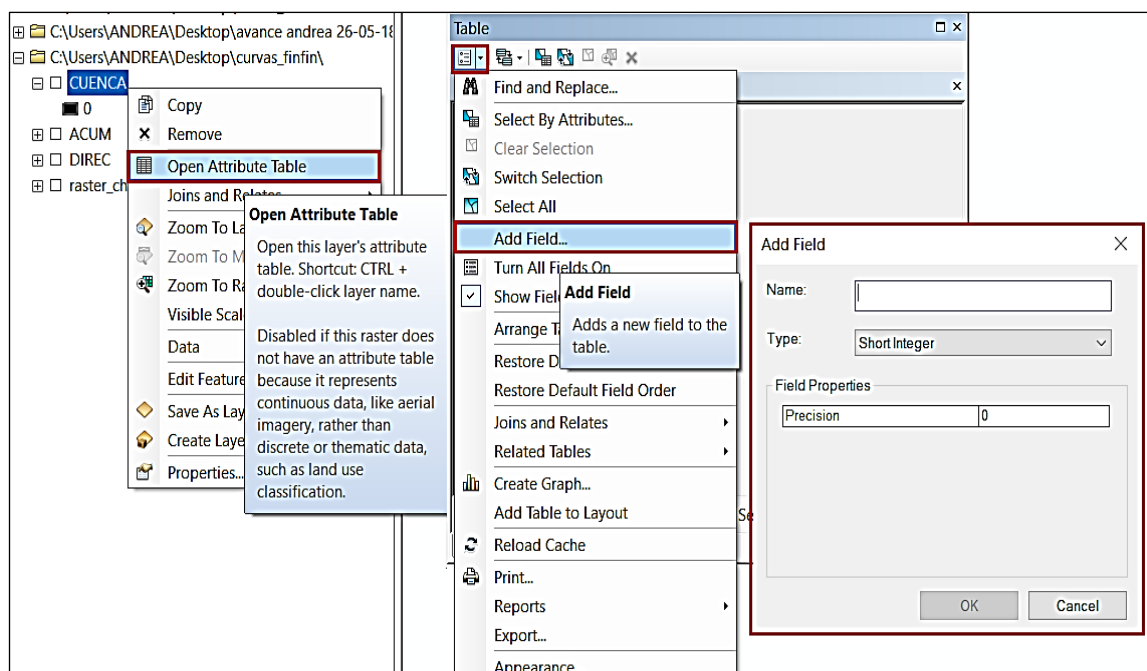 C:\Users\ANDREA\Desktop\avance andrea 26-05-18
C:\Users\ANDREA\Desktop\curvas_finfin\
CUENCA
0
ACUM
DIREC
raster_ch
Copy
Remove
Open Attribute Table
Joins and Relates
Zoom To La
Zoom To M
Zoom To Ra
Visible Scal
Data
Edit Feature
Save As Lay
Create Laye
Properties...
Open Attribute Table
Open this layer's attribute
table. Shortcut: CTRL +
double-click layer name.
Disabled if this raster does
not have an attribute table
because it represents
continuous data, like aerial
imagery, rather than
discrete or thematic data,
such as land use
classification.
Table
Find and Replace...
Select By Attributes...
Clear Selection
Switch Selection
Select All
Add Field...
Turn All Fields On
Show Fiel
Arrange T
Restore D
Restore Default Field Order
Joins and Relates
Related Tables
Create Graph...
Add Table to Layout
Reload Cache
Print...
Reports
Export...
Appearance
Add Field
Adds a new field to the
table.
Se
Add Field
Name:
Type:
Short Integer
Field Properties
Precision 0
OK
Cancel